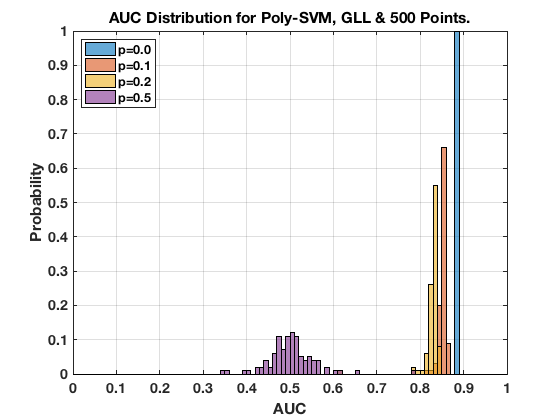 AUC Distribution for Poly-SVM, GLL & 500 Points.
p=0.0
p=0.1
p=0.2
p=0.5
Probability
1
0.9
0.8
0.7
0.6
0.5
0.4
0.3
0.2
0.1
0
0 0.1 0.2 0.3 0.4 0.5 0.6 0.7 0.8 0.9 1
AUC